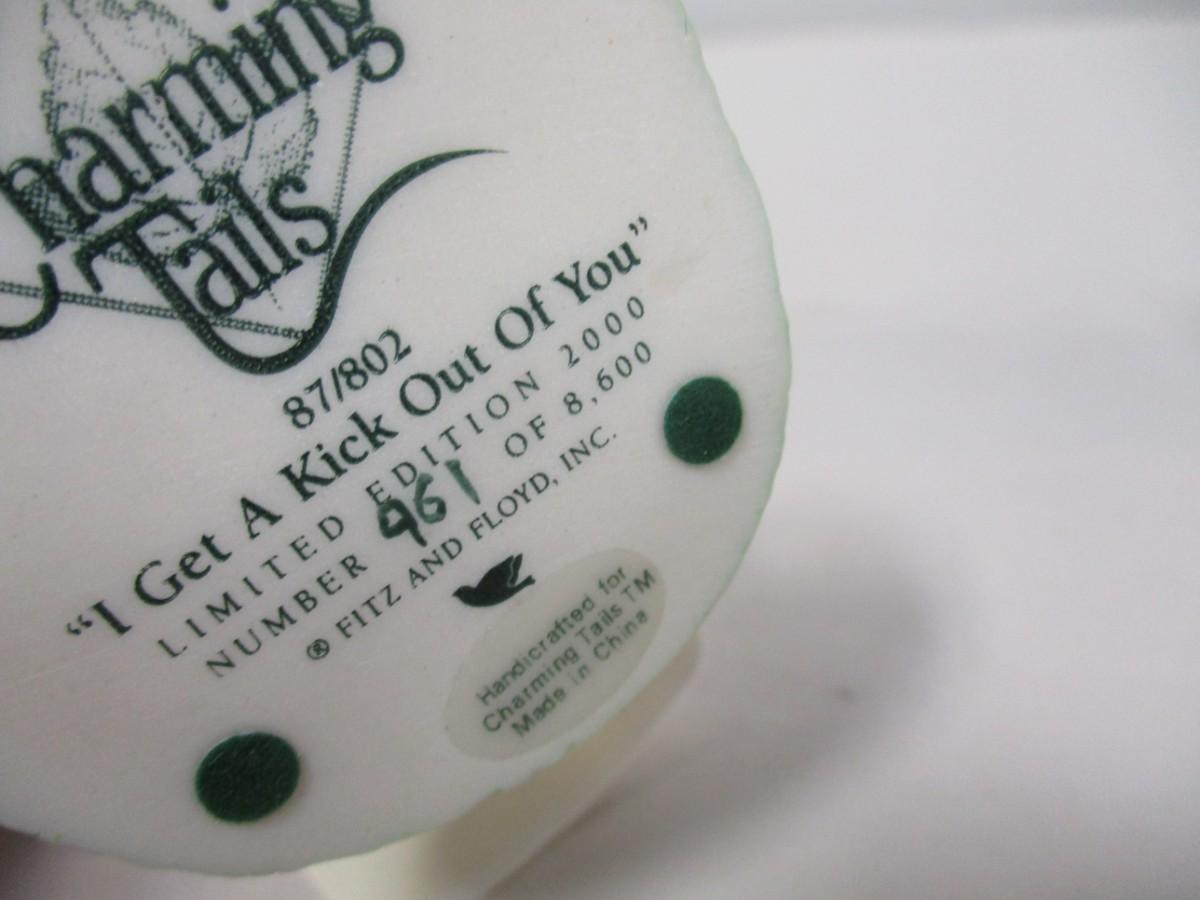 harming
Tails
87/802
“I Get A Kick Out Of You”
LIMITED EDITION 2000
NUMBER 961 OF 8,600
® FITZ AND FLOYD, INC.
Handicrafted for
Charming Tails TM
Made in China